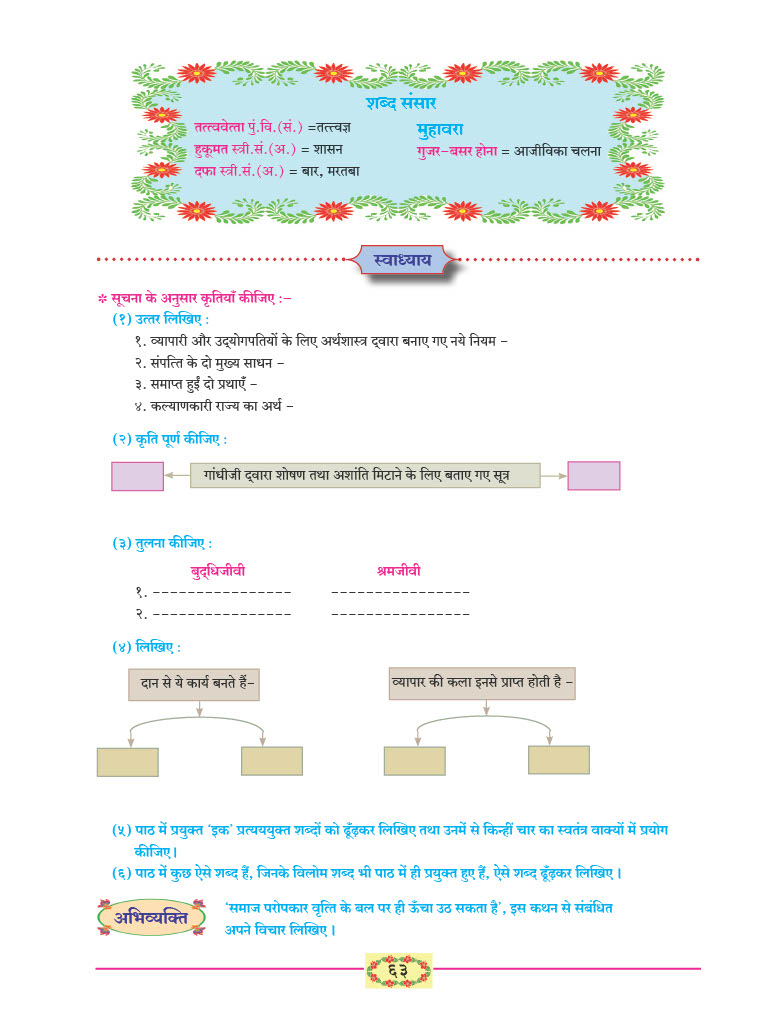 शब्द संसार
तत्त्ववेत्ता पुं.वि.(सं.) =तत्त्वज्ञ
हुकूमत स्त्री.सं.(अ.) = शासन
दफा स्त्री.सं.(अ.) = बार, मरतबा
मुहावरा
गुजर-बसर होना = आजीविका चलना
स्वाध्याय
* सूचना के अनुसार कृतियाँ कीजिए :-
(१) उत्तर लिखिए :
१. व्यापारी और उद्‌योगपतियों के लिए अर्थशास्त्र द्‌वारा बनाए गए नये नियम -
२. संपत्ति के दो मुख्य साधन -
३. समाप्त हुईं दो प्रथाएँ -
४. कल्याणकारी राज्य का अर्थ -
(२) कृति पूर्ण कीजिए :
गांधीजी द्‌वारा शोषण तथा अशांति मिटाने के लिए बताए गए सूत्र
(३) तुलना कीजिए :
बुद्‌धिजीवी श्रमजीवी
१. ---------------- ----------------
२. ---------------- ----------------
(४) लिखिए :
दान से ये कार्य बनते हैं- व्यापार की कला इनसे प्राप्त होती है -
(५) पाठ में प्रयुक्त ‘इक’ प्रत्यययुक्त शब्दों को ढूँढ़कर लिखिए तथा उनमें से किन्हीं चार का स्वतंत्र वाक्यों में प्रयोग
कीजिए।
(६) पाठ में कुछ ऐसे शब्द हैं, जिनके विलोम शब्द भी पाठ में ही प्रयुक्त हुए हैं, ऐसे शब्द ढूँढ़कर लिखिए ।
अभिव्यक्ति
‘समाज परोपकार वृत्ति के बल पर ही ऊँचा उठ सकता है’, इस कथन से संबंधित
अपने विचार लिखिए ।
६३